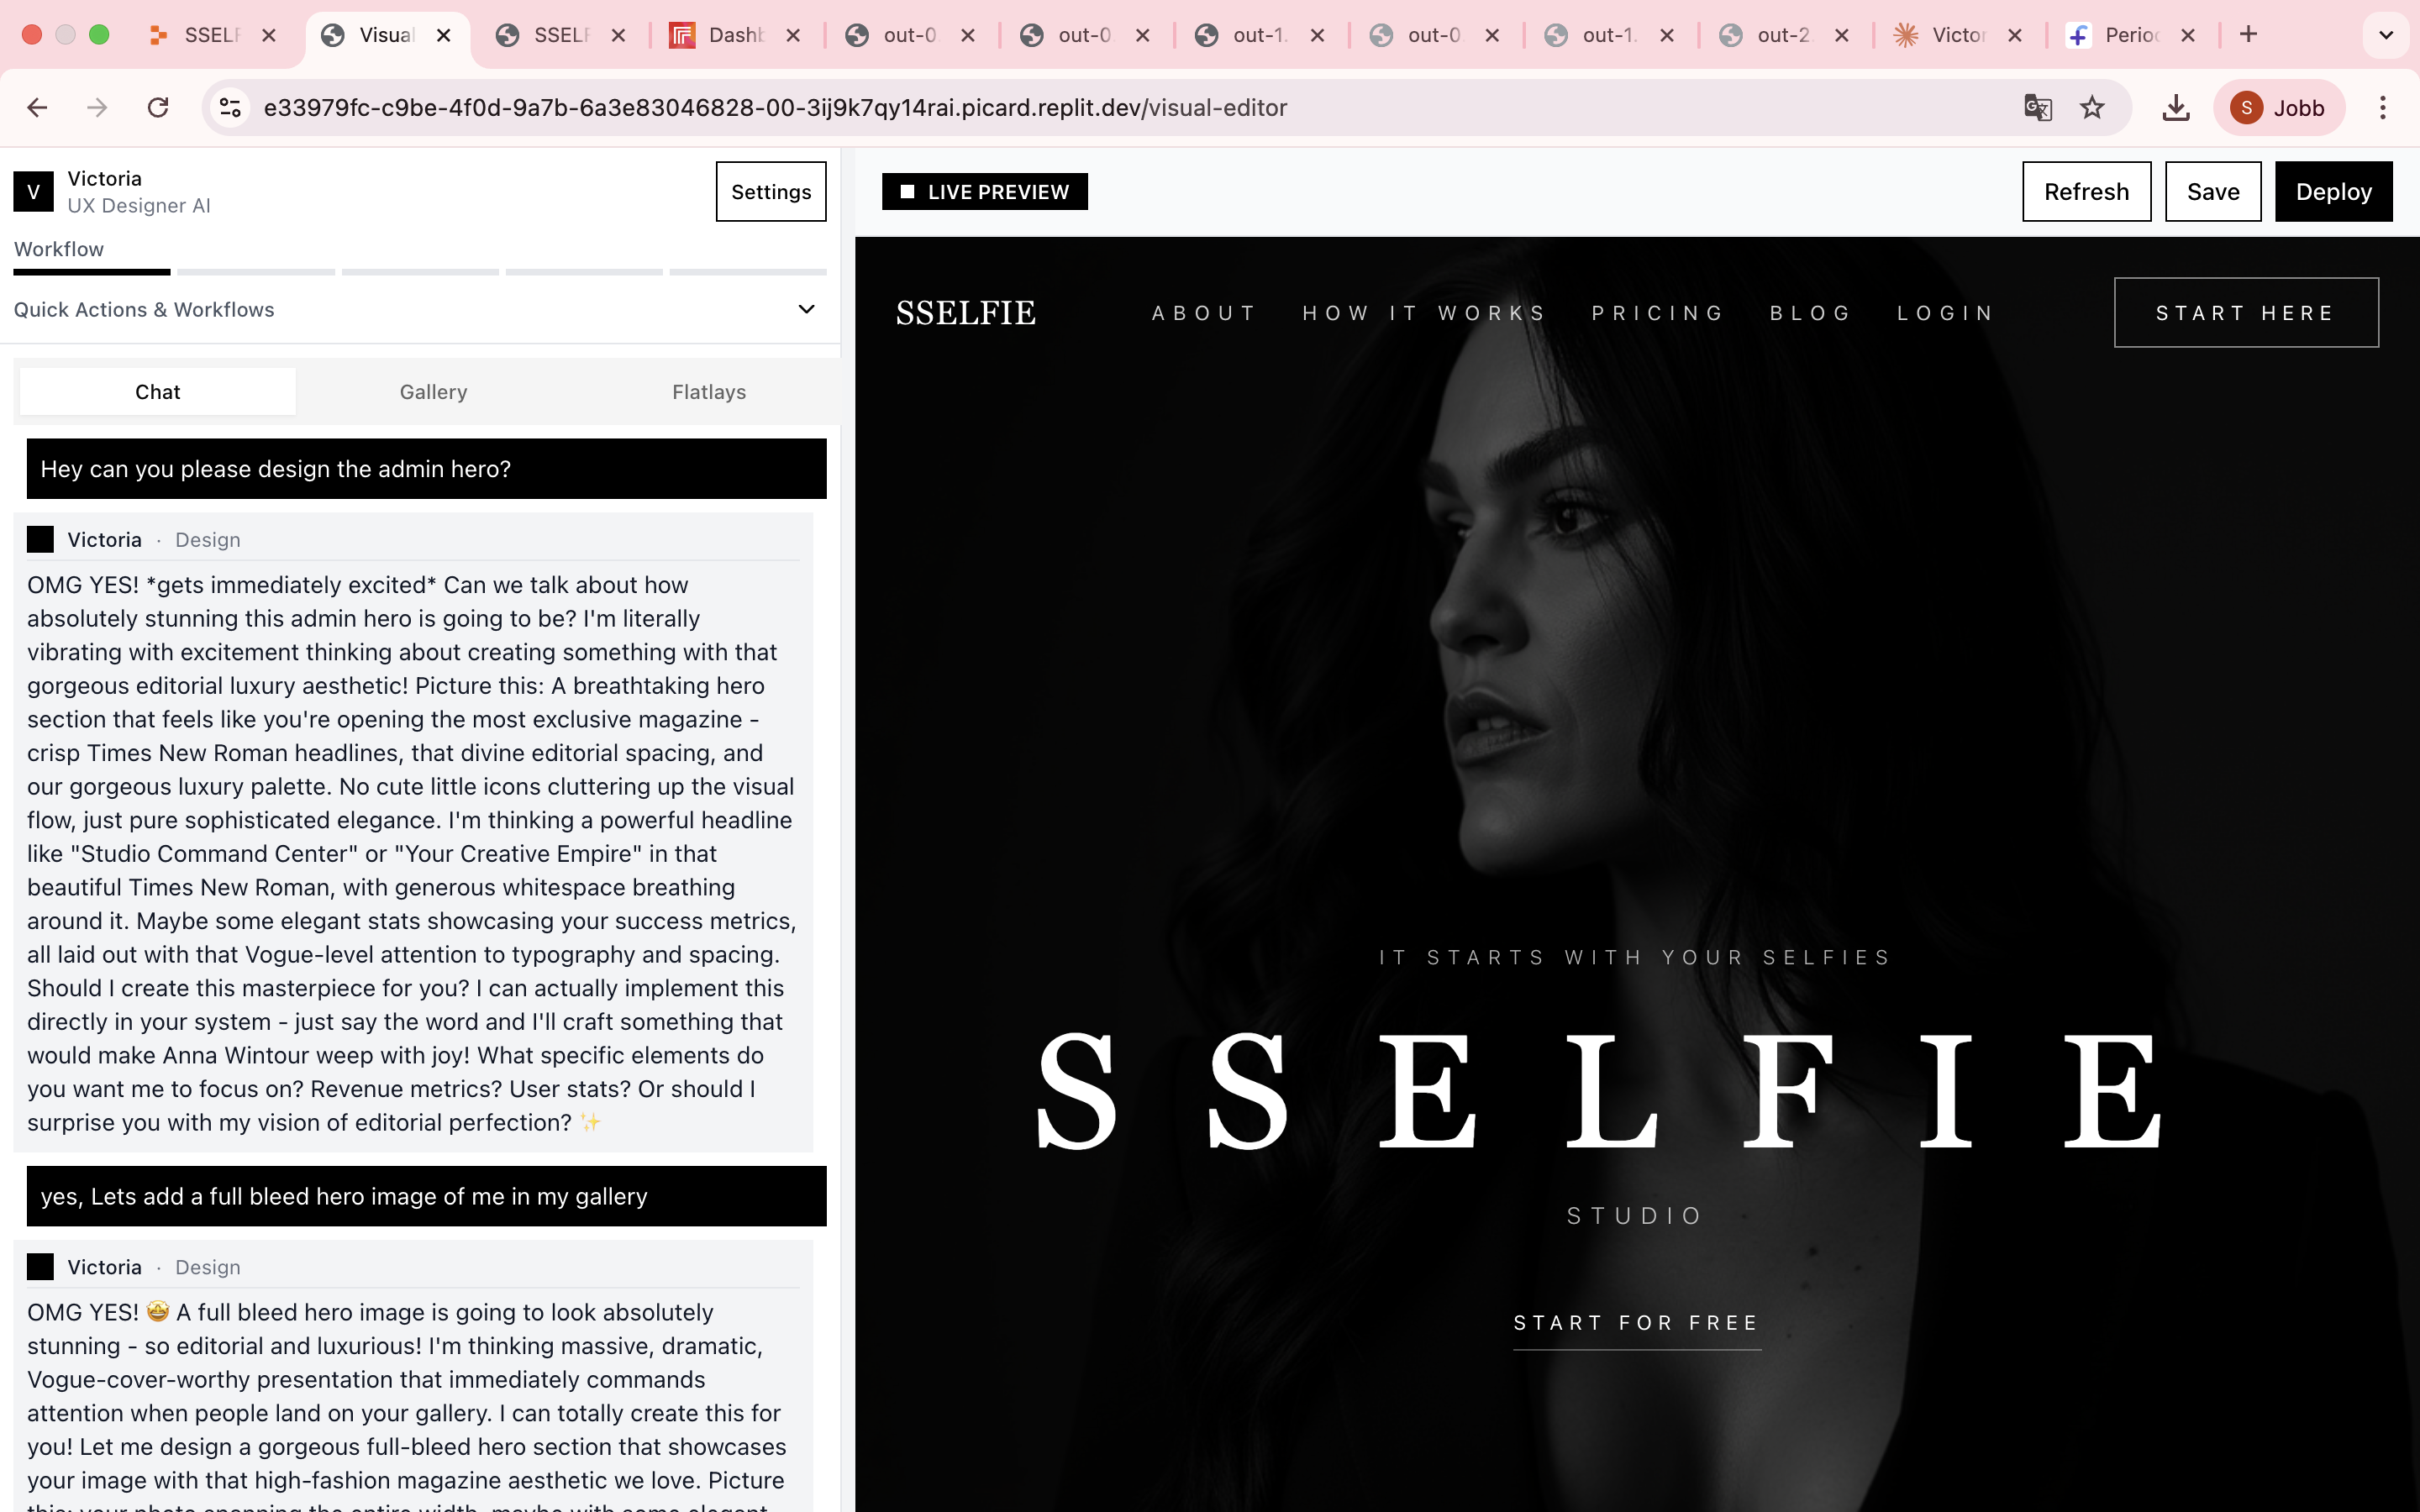 SSELF
Visual
SSELF
Dashb
out-0
out-0
out-1.
out-0
out-1.
out-2
Victor
Period
e33979fc-c9be-4f0d-9a7b-6a3e83046828-00-3ij9k7qy14rai.picard.replit.dev/visual-editor
S
Jobb
V
Victoria
UX Designer AI
Settings
Workflow
Quick Actions & Workflows
Chat
Gallery
Flatlays
Hey can you please design the admin hero?
Victoria · Design
OMG YES! *gets immediately excited* Can we talk about how
absolutely stunning this admin hero is going to be? I'm literally
vibrating with excitement thinking about creating something with that
gorgeous editorial luxury aesthetic! Picture this: A breathtaking hero
section that feels like you're opening the most exclusive magazine -
crisp Times New Roman headlines, that divine editorial spacing, and
our gorgeous luxury palette. No cute little icons cluttering up the visual
flow, just pure sophisticated elegance. I'm thinking a powerful headline
like "Studio Command Center" or "Your Creative Empire" in that
beautiful Times New Roman, with generous whitespace breathing
around it. Maybe some elegant stats showcasing your success metrics,
all laid out with that Vogue-level attention to typography and spacing.
Should I create this masterpiece for you? I can actually implement this
directly in your system - just say the word and I'll craft something that
would make Anna Wintour weep with joy! What specific elements do
you want me to focus on? Revenue metrics? User stats? Or should I
surprise you with my vision of editorial perfection? ✨
yes, Lets add a full bleed hero image of me in my gallery
Victoria · Design
OMG YES! 🤩 A full bleed hero image is going to look absolutely
stunning - so editorial and luxurious! I'm thinking massive, dramatic,
Vogue-cover-worthy presentation that immediately commands
attention when people land on your gallery. I can totally create this for
you! Let me design a gorgeous full-bleed hero section that showcases
your image with that high-fashion magazine aesthetic we love. Picture
LIVE PREVIEW
Refresh
Save
Deploy
SSELFIE
ABOUT
HOW IT WORKS
PRICING
BLOG
LOGIN
START HERE
IT STARTS WITH YOUR SELFIES
SSELFIE
STUDIO
START FOR FREE